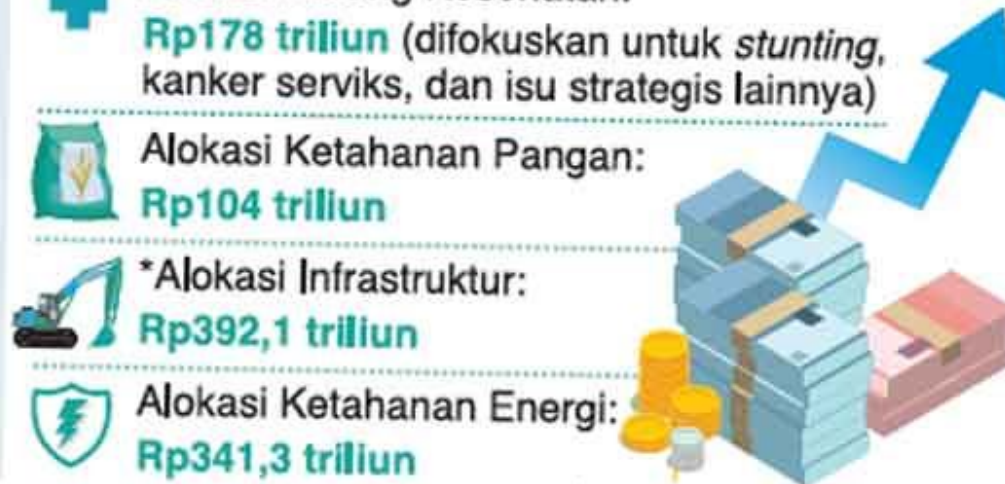 Rp178 triliun (difokuskan untuk stunting,
kanker serviks, dan isu strategis lainnya)
Alokasi Ketahanan Pangan:
Rp104 triliun
*Alokasi Infrastruktur:
Rp392,1 triliun
Alokasi Ketahanan Energi:
Rp341,3 triliun